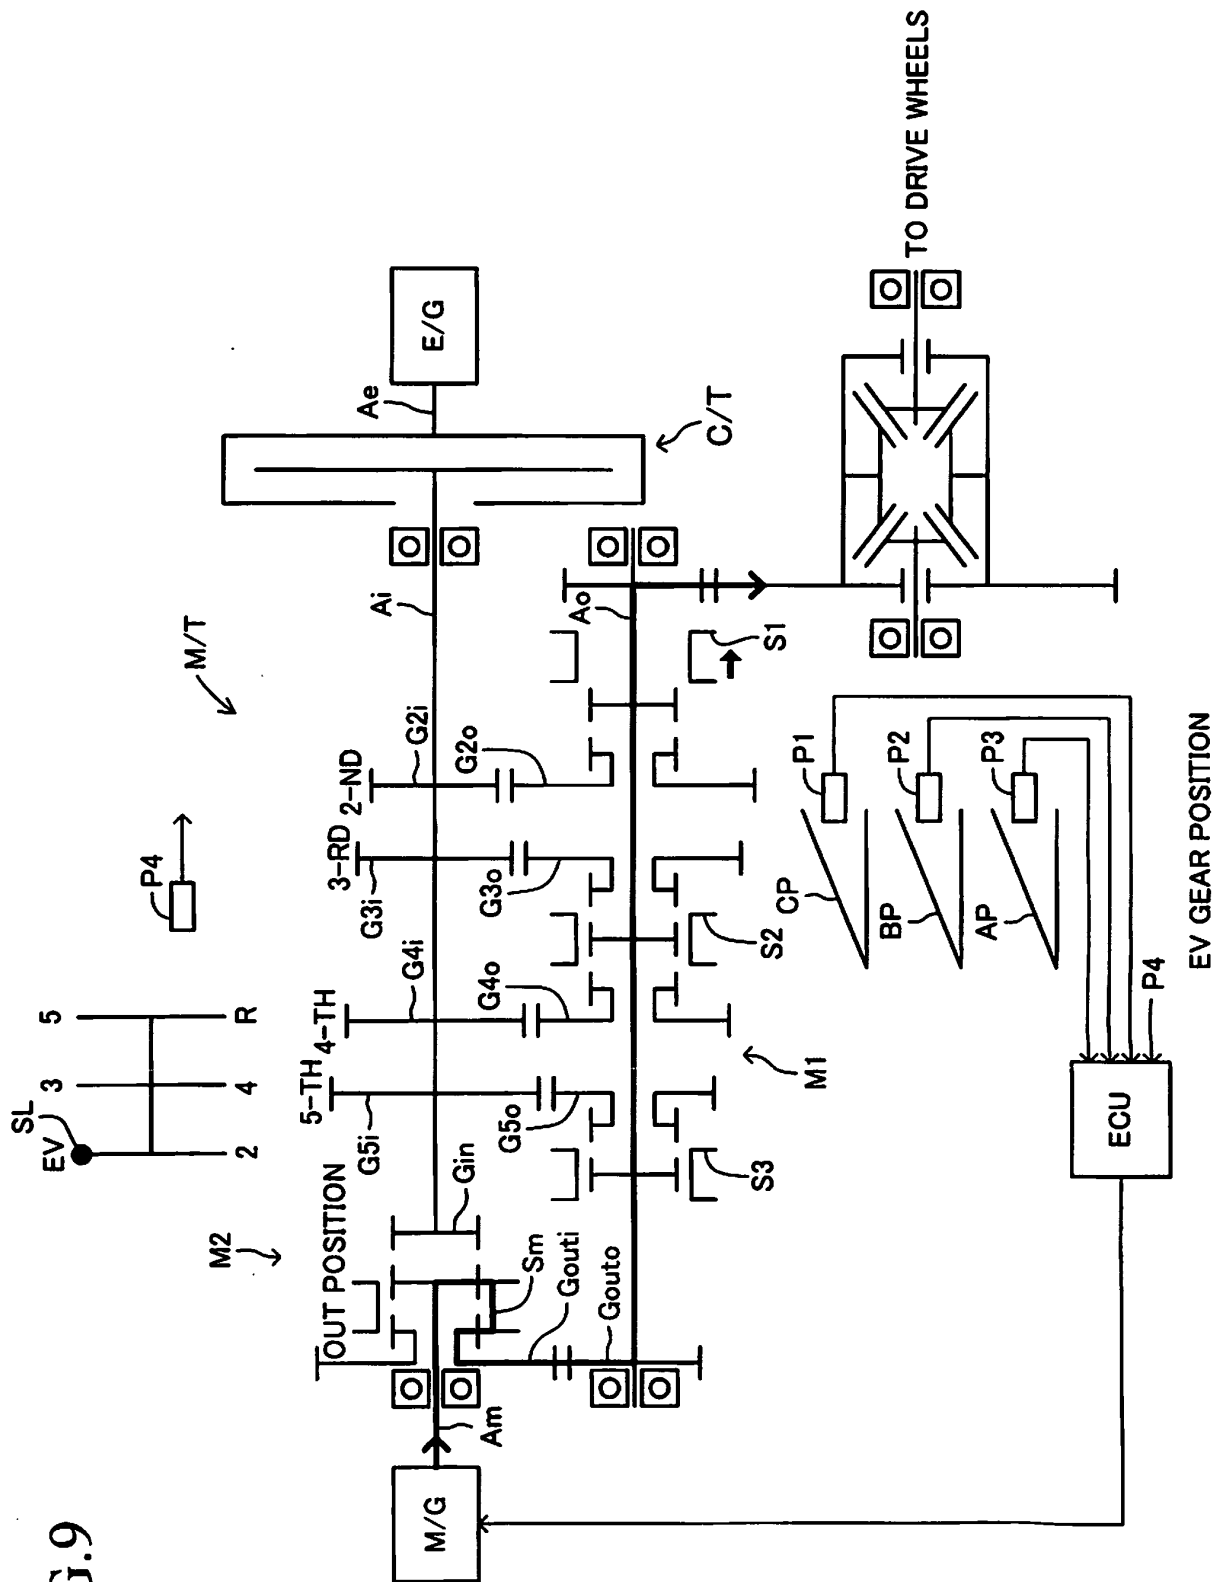 G.9
EV
SL
3
5
2
4
R
P4
M/T
M2
OUT POSITION
5-TH
4-TH
3-RD
2-ND
G5i
G4i
G3i
G2i
Ai
Ae
E/G
C/T
Gin
M/G
Am
Sm
Gouti
Gouto
G5o
G4o
G3o
G2o
Ao
S3
S2
S1
M1
TO DRIVE WHEELS
CP
P1
BP
P2
AP
P3
P4
ECU
EV GEAR POSITION